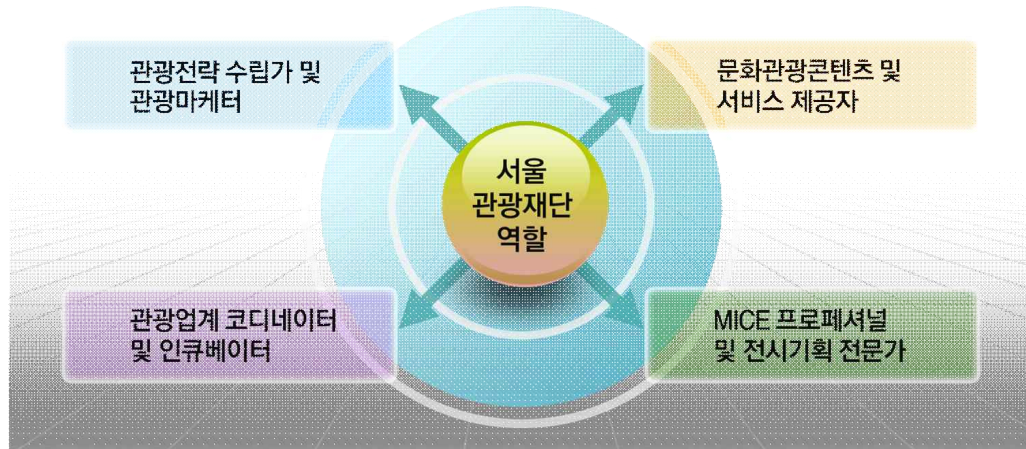 관광전략 수립가 및
관광마케터
문화관광콘텐츠 및
서비스 제공자
서울
관광재단
역할
관광업계 코디네이터
및 인큐베이터
MICE 프로페셔널
및 전시기획 전문가